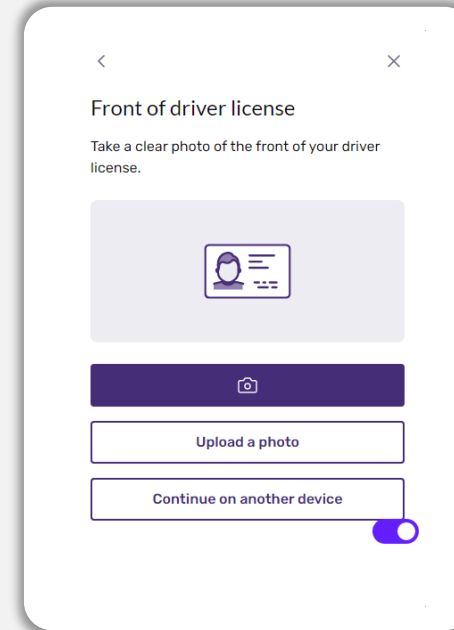 Front of driver license
Take a clear photo of the front of your driver
license.
Upload a photo
Continue on another device